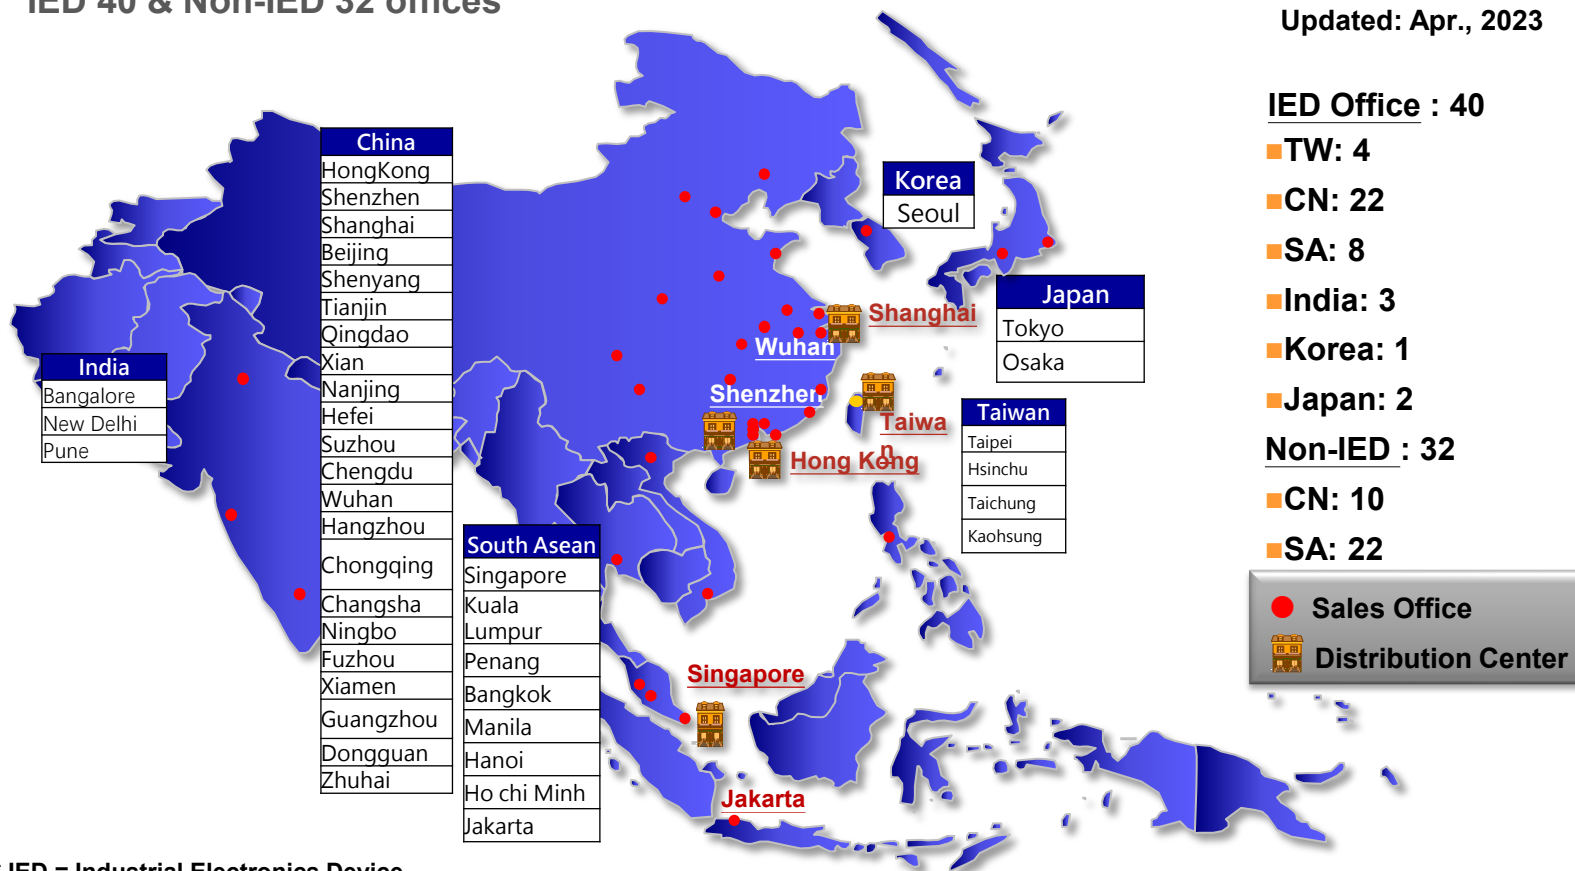 IED 40 & Non-IED 32 offices
Updated: Apr., 2023
IED Office : 40
TW: 4
CN: 22
SA: 8
India: 3
Korea: 1
Japan: 2
Non-IED : 32
CN: 10
SA: 22
Sales Office
Distribution Center
China
HongKong
Shenzhen
Shanghai
Beijing
Shenyang
Tianjin
Qingdao
Xian
Nanjing
Hefei
Suzhou
Chengdu
Wuhan
Hangzhou
Chongqing
Changsha
Ningbo
Fuzhou
Xiamen
Guangzhou
Dongguan
Zhuhai
India
Bangalore
New Delhi
Pune
South Asean
Singapore
Kuala
Lumpur
Penang
Bangkok
Manila
Hanoi
Ho chi Minh
Jakarta
Korea
Seoul
Japan
Tokyo
Osaka
Taiwan
Taipei
Hsinchu
Taichung
Kaohsung
Shanghai
Wuhan
Shenzhen
Taiwa
n
Hong Kong
Singapore
Jakarta
IED = Industrial Electronics Device